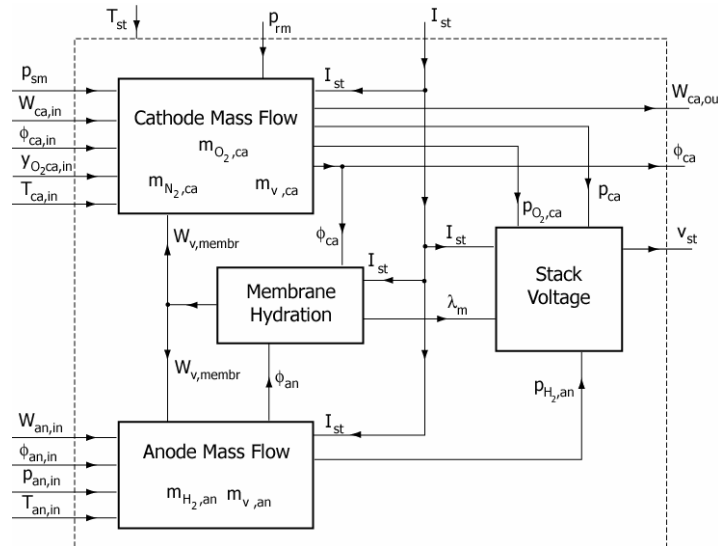 T_st
p_rm
I_st
p_sm
I_st
W_ca,in
W_ca,ou
Cathode Mass Flow
ϕ_ca,in
m_O₂,ca
ϕ_ca
y_O₂ca,in
m_N₂,ca
m_v,ca
T_ca,in
p_ca
p_O₂,ca
W_v,membr
ϕ_ca
I_st
v_st
I_st
Stack
Voltage
Membrane
Hydration
λ_m
W_v,membr
ϕ_an
p_H₂,an
W_an,in
I_st
ϕ_an,in
Anode Mass Flow
p_an,in
m_H₂,an
m_v,an
T_an,in